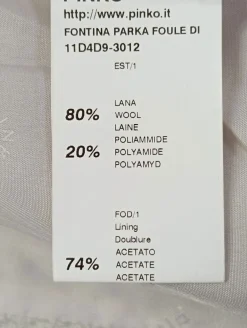 PINKO
http://www.pinko.it
FONTINA PARKA FOULE DI
11D4D9-3012
EST/1
80% LANA
WOOL
LAINE
20% POLIAMMIDE
POLYAMIDE
POLYAMYD
FOD/1
Lining
Doublure
74% ACETATO
ACETATE
ACETATE